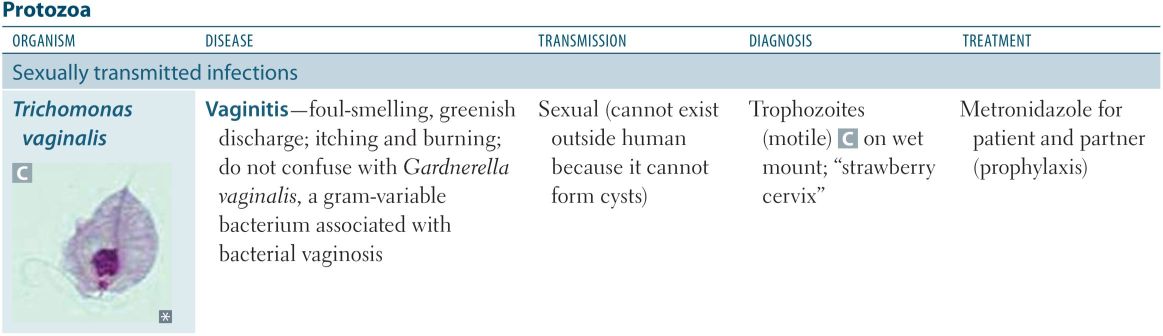 Protozoa
ORGANISM DISEASE TRANSMISSION DIAGNOSIS TREATMENT
Sexually transmitted infections
Trichomonas
vaginalis
C
*
Vaginitis—foul-smelling, greenish
discharge; itching and burning;
do not confuse with Gardnerella
vaginalis, a gram-variable
bacterium associated with
bacterial vaginosis
Sexual (cannot exist
outside human
because it cannot
form cysts)
Trophozoites
(motile) C on wet
mount; “strawberry
cervix”
Metronidazole for
patient and partner
(prophylaxis)